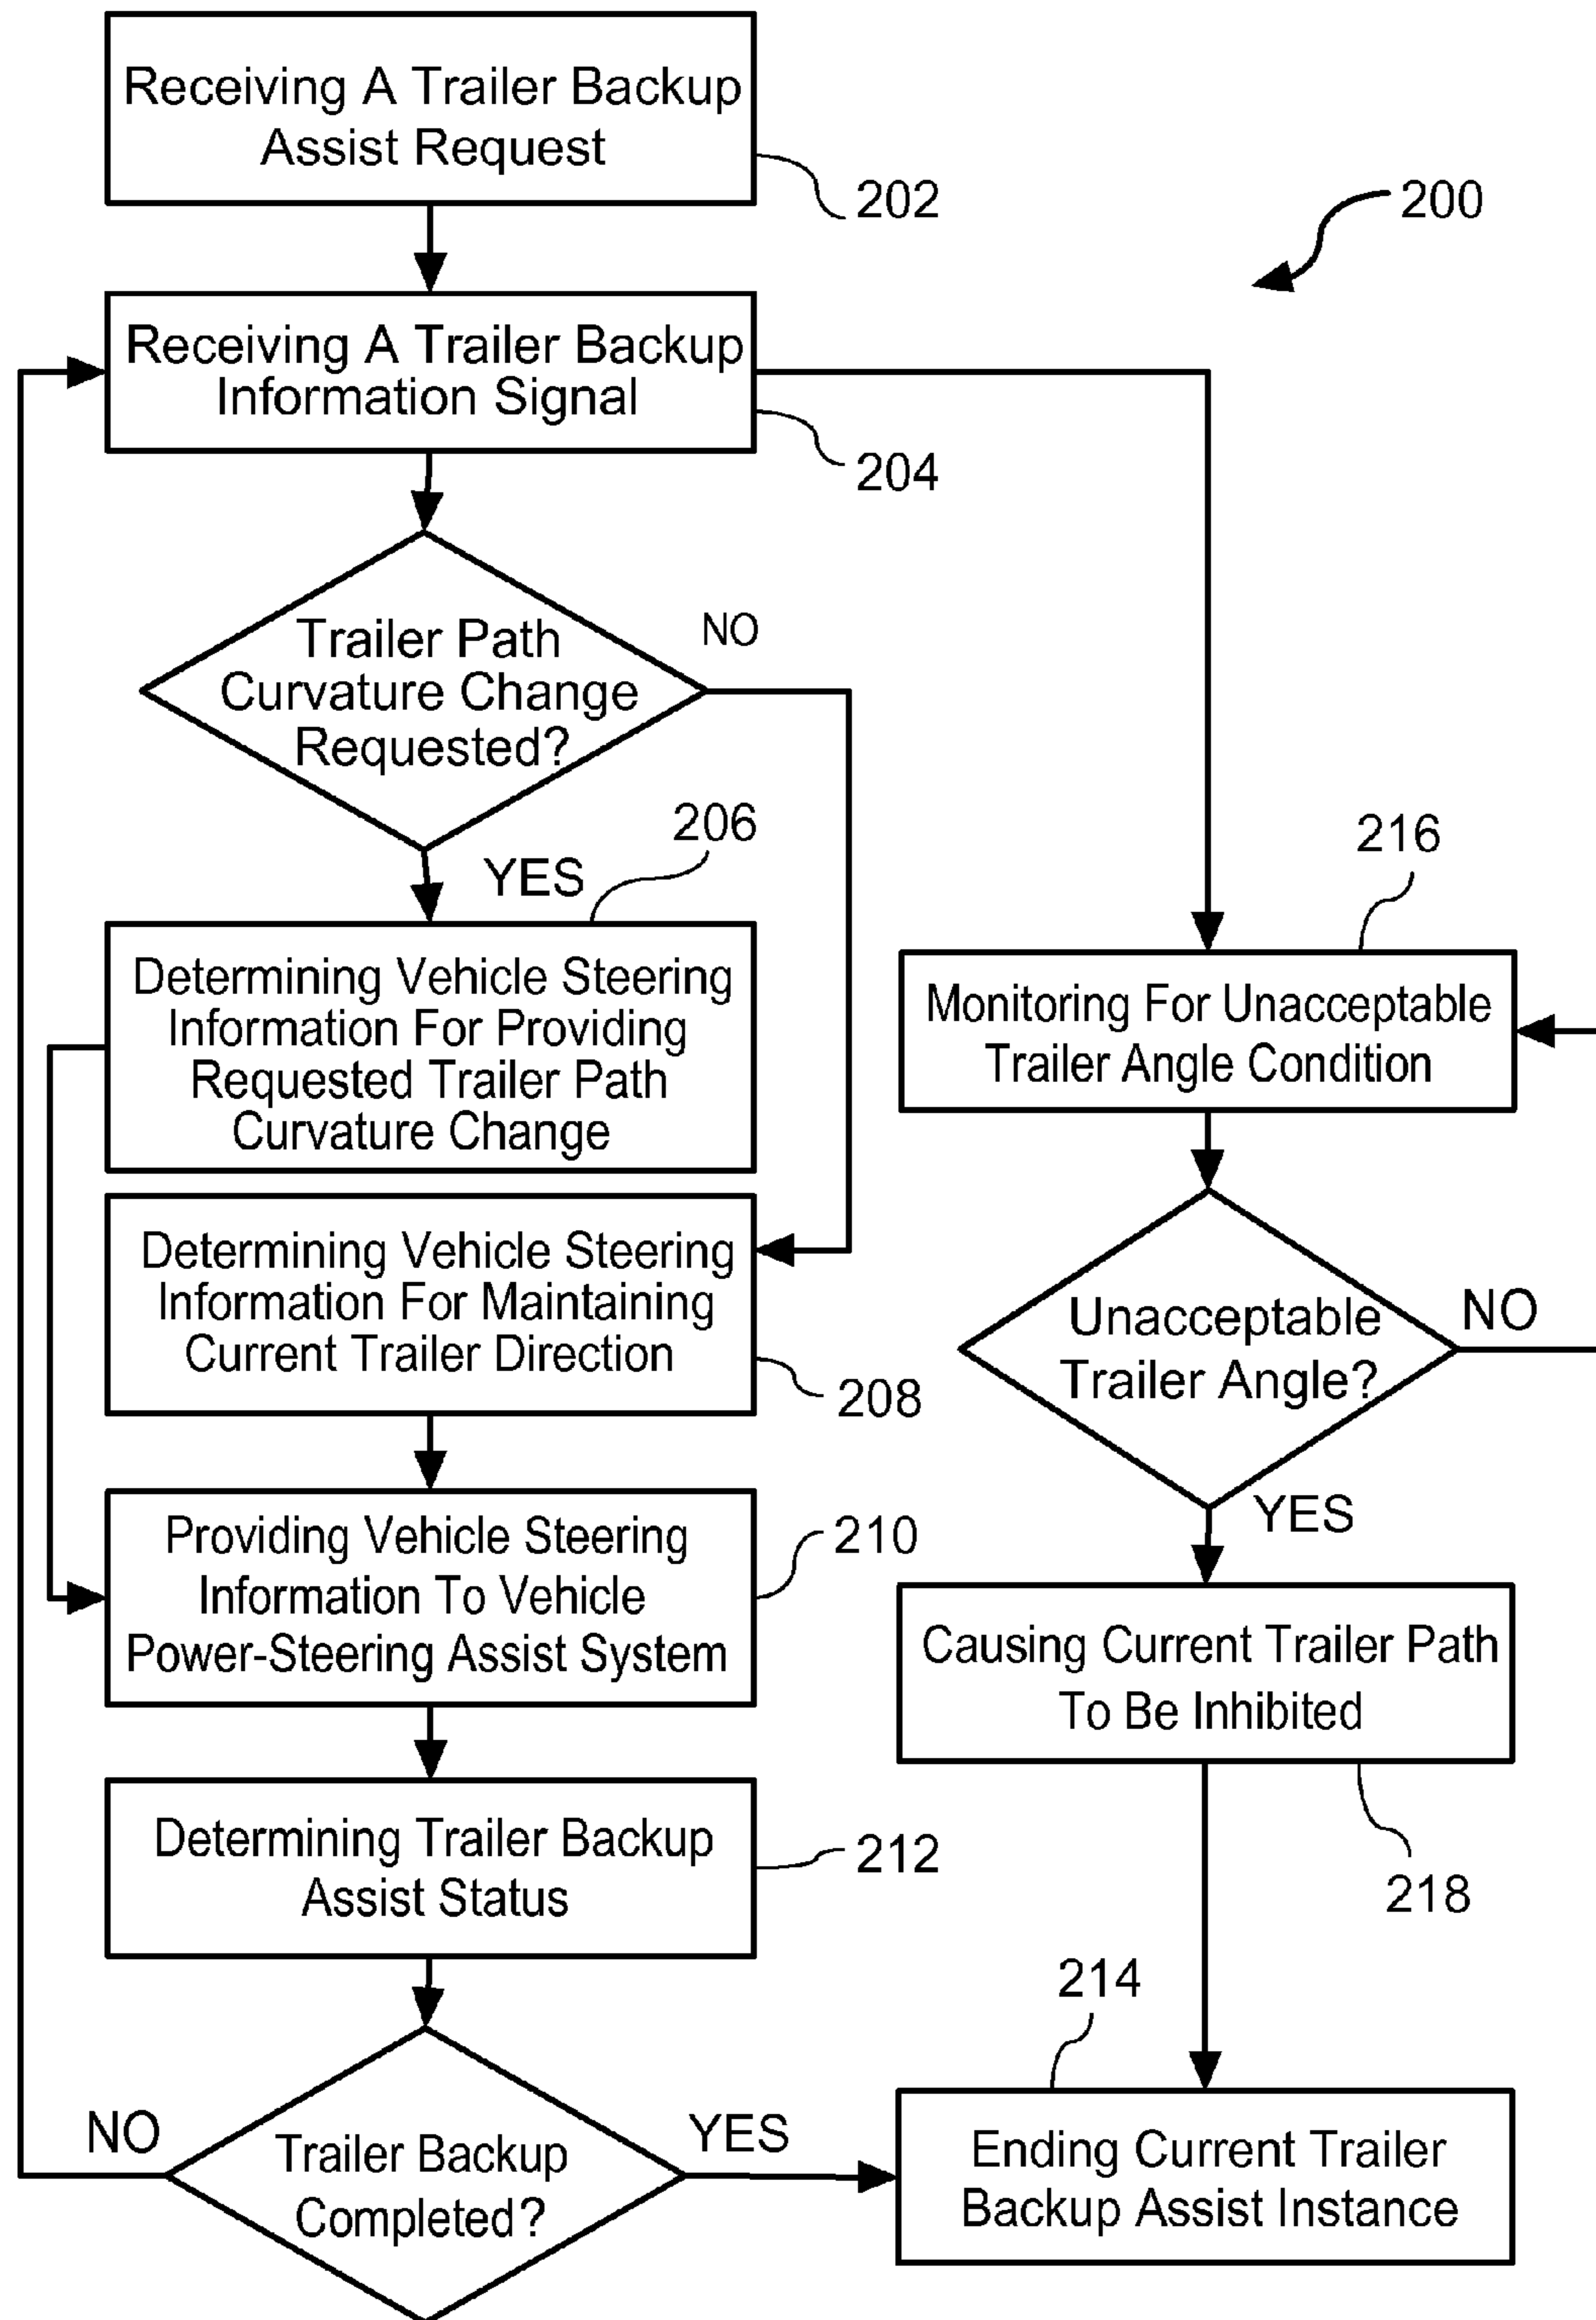 Receiving A Trailer Backup
Assist Request
202
200
Receiving A Trailer Backup
Information Signal
204
Trailer Path
Curvature Change
Requested?
NO
YES
206
Determining Vehicle Steering
Information For Providing
Requested Trailer Path
Curvature Change
Determining Vehicle Steering
Information For Maintaining
Current Trailer Direction
208
Providing Vehicle Steering
Information To Vehicle
Power-Steering Assist System
210
Determining Trailer Backup
Assist Status
212
Trailer Backup
Completed?
NO
YES
216
Monitoring For Unacceptable
Trailer Angle Condition
Unacceptable
Trailer Angle?
NO
YES
Causing Current Trailer Path
To Be Inhibited
218
214
Ending Current Trailer
Backup Assist Instance